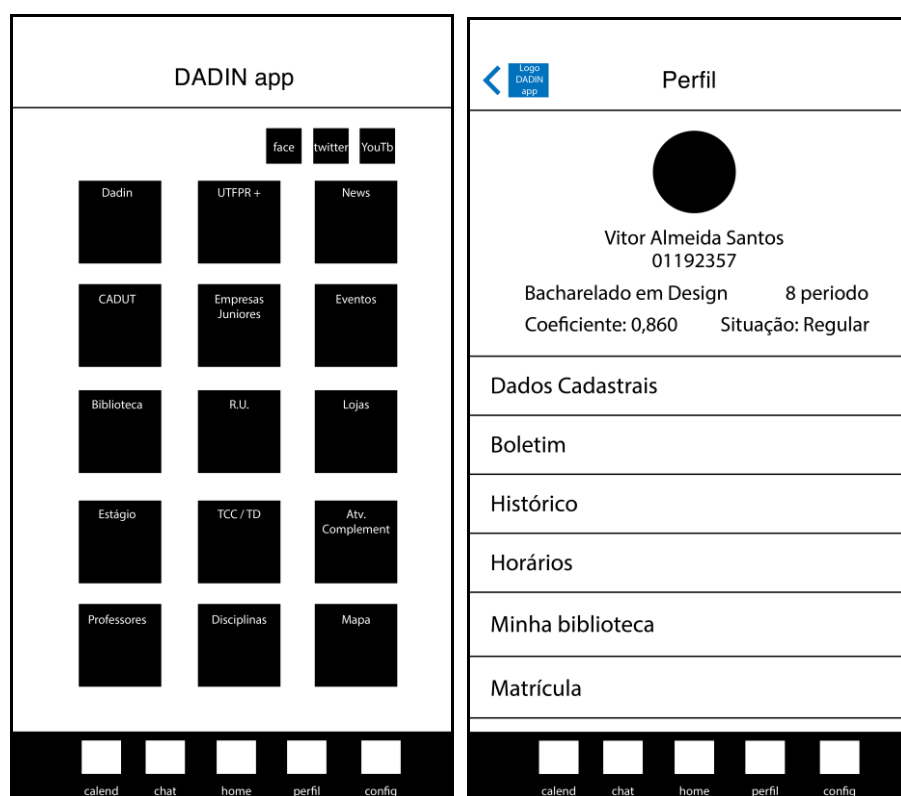 DADIN app
face twitter YouTb
Dadin UTFPR + News
CADUT Empresas Juniores Eventos
Biblioteca R.U. Lojas
Estágio TCC / TD Atv. Complement
Professores Disciplinas Mapa
calend chat home perfil config
Logo
DADIN
app
Perfil
Vitor Almeida Santos
01192357
Bacharelado em Design 8 periodo
Coeficiente: 0,860 Situação: Regular
Dados Cadastrais
Boletim
Histórico
Horários
Minha biblioteca
Matrícula
calend chat home perfil config